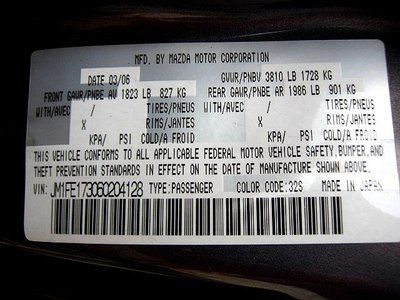 MFD. BY MAZDA MOTOR CORPORATION
DATE 03/06 GVWR/PNBV 3810 LB 1728 KG
FRONT GAWR/PNBE AV 1823 LB 827 KG REAR GAWR/PNBE AR 1986 LB 901 KG
WITH/AVEC / TIRES/PNEUS WITH/AVEC / TIRES/PNEUS
X RIMS/JANTES X RIMS/JANTES
KPA/ PSI COLD/A FROID KPA/ PSI COLD/A FROID
THIS VEHICLE CONFORMS TO ALL APPLICABLE FEDERAL MOTOR VEHICLE SAFETY,BUMPER,AND
THEFT PREVENTION STANDARDS IN EFFECT ON THE DATE OF MANUFACTURE SHOWN ABOVE.
VIN: JM1FE173060204128 TYPE:PASSENGER COLOR CODE:32S MADE IN JAPAN